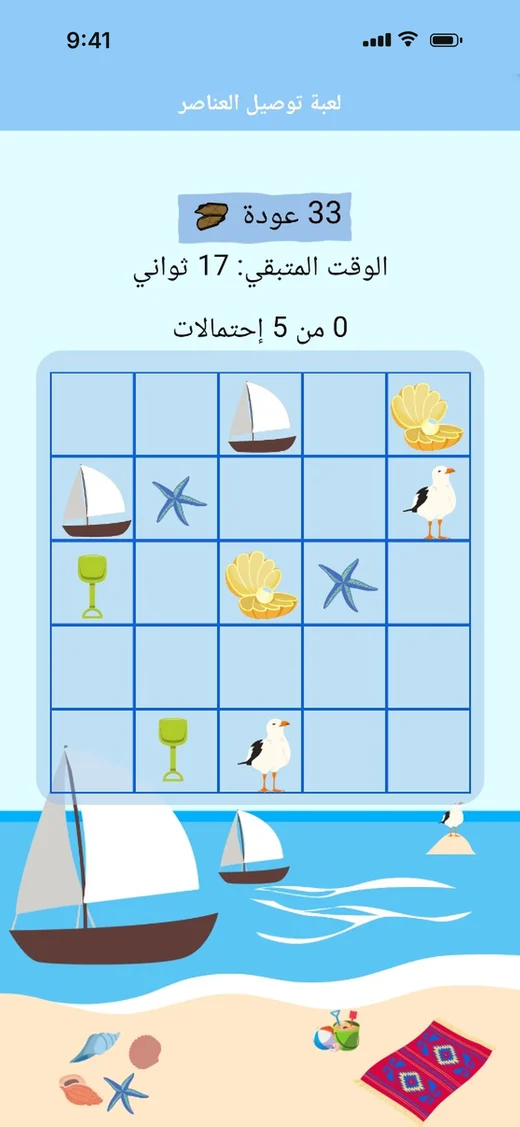 9:41
لعبة توصيل العناصر
33 عودة
الوقت المتبقي: 17 ثواني
0 من 5 إحتمالات